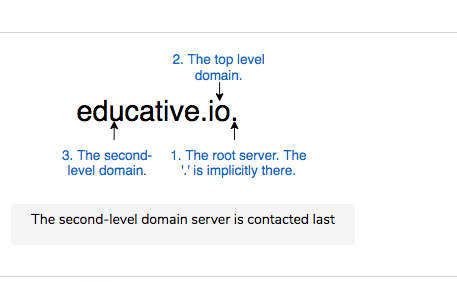 2. The top level
domain.
educative.io.
3. The second-
level domain.
1. The root server. The
'.' is implicitly there.
The second-level domain server is contacted last